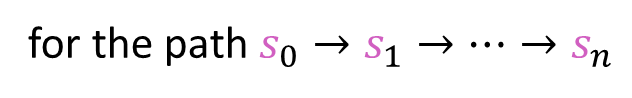 for the path s₀ → s₁ → ⋯ → sₙ